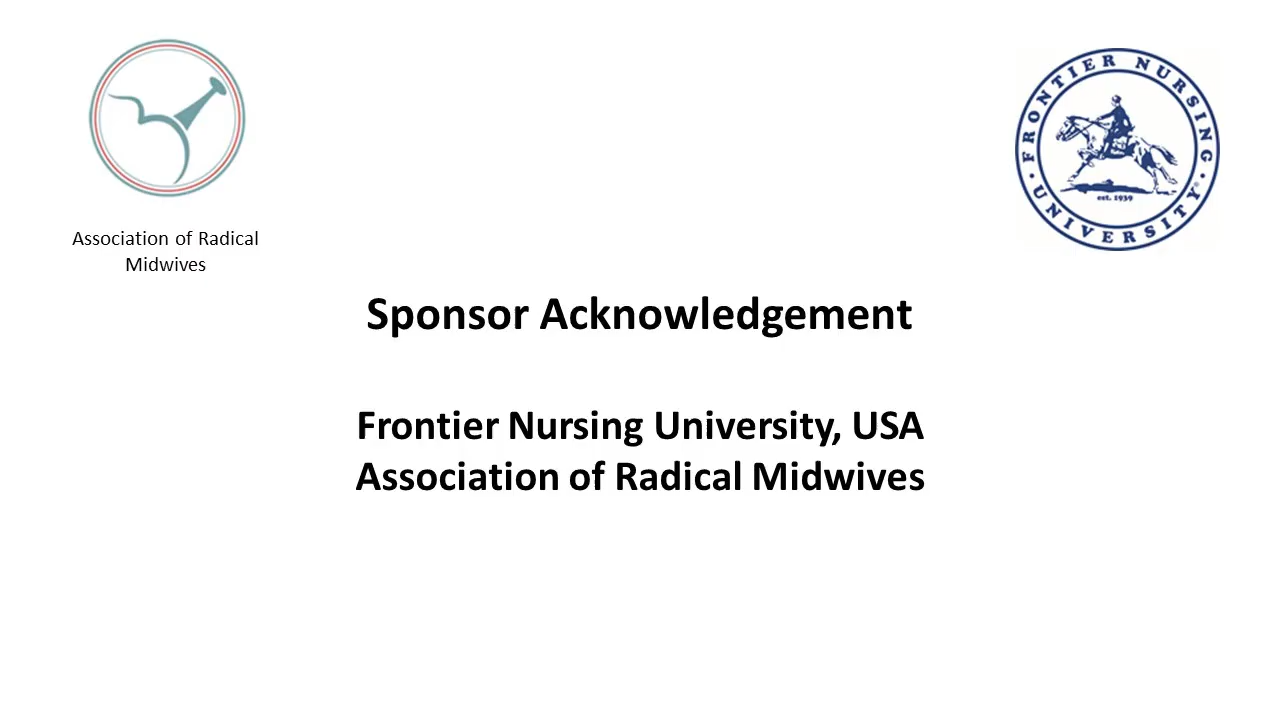 FRONTIER NURSING
· UNIVERSITY ·
est. 1939
Association of Radical
Midwives
Sponsor Acknowledgement
Frontier Nursing University, USA
Association of Radical Midwives